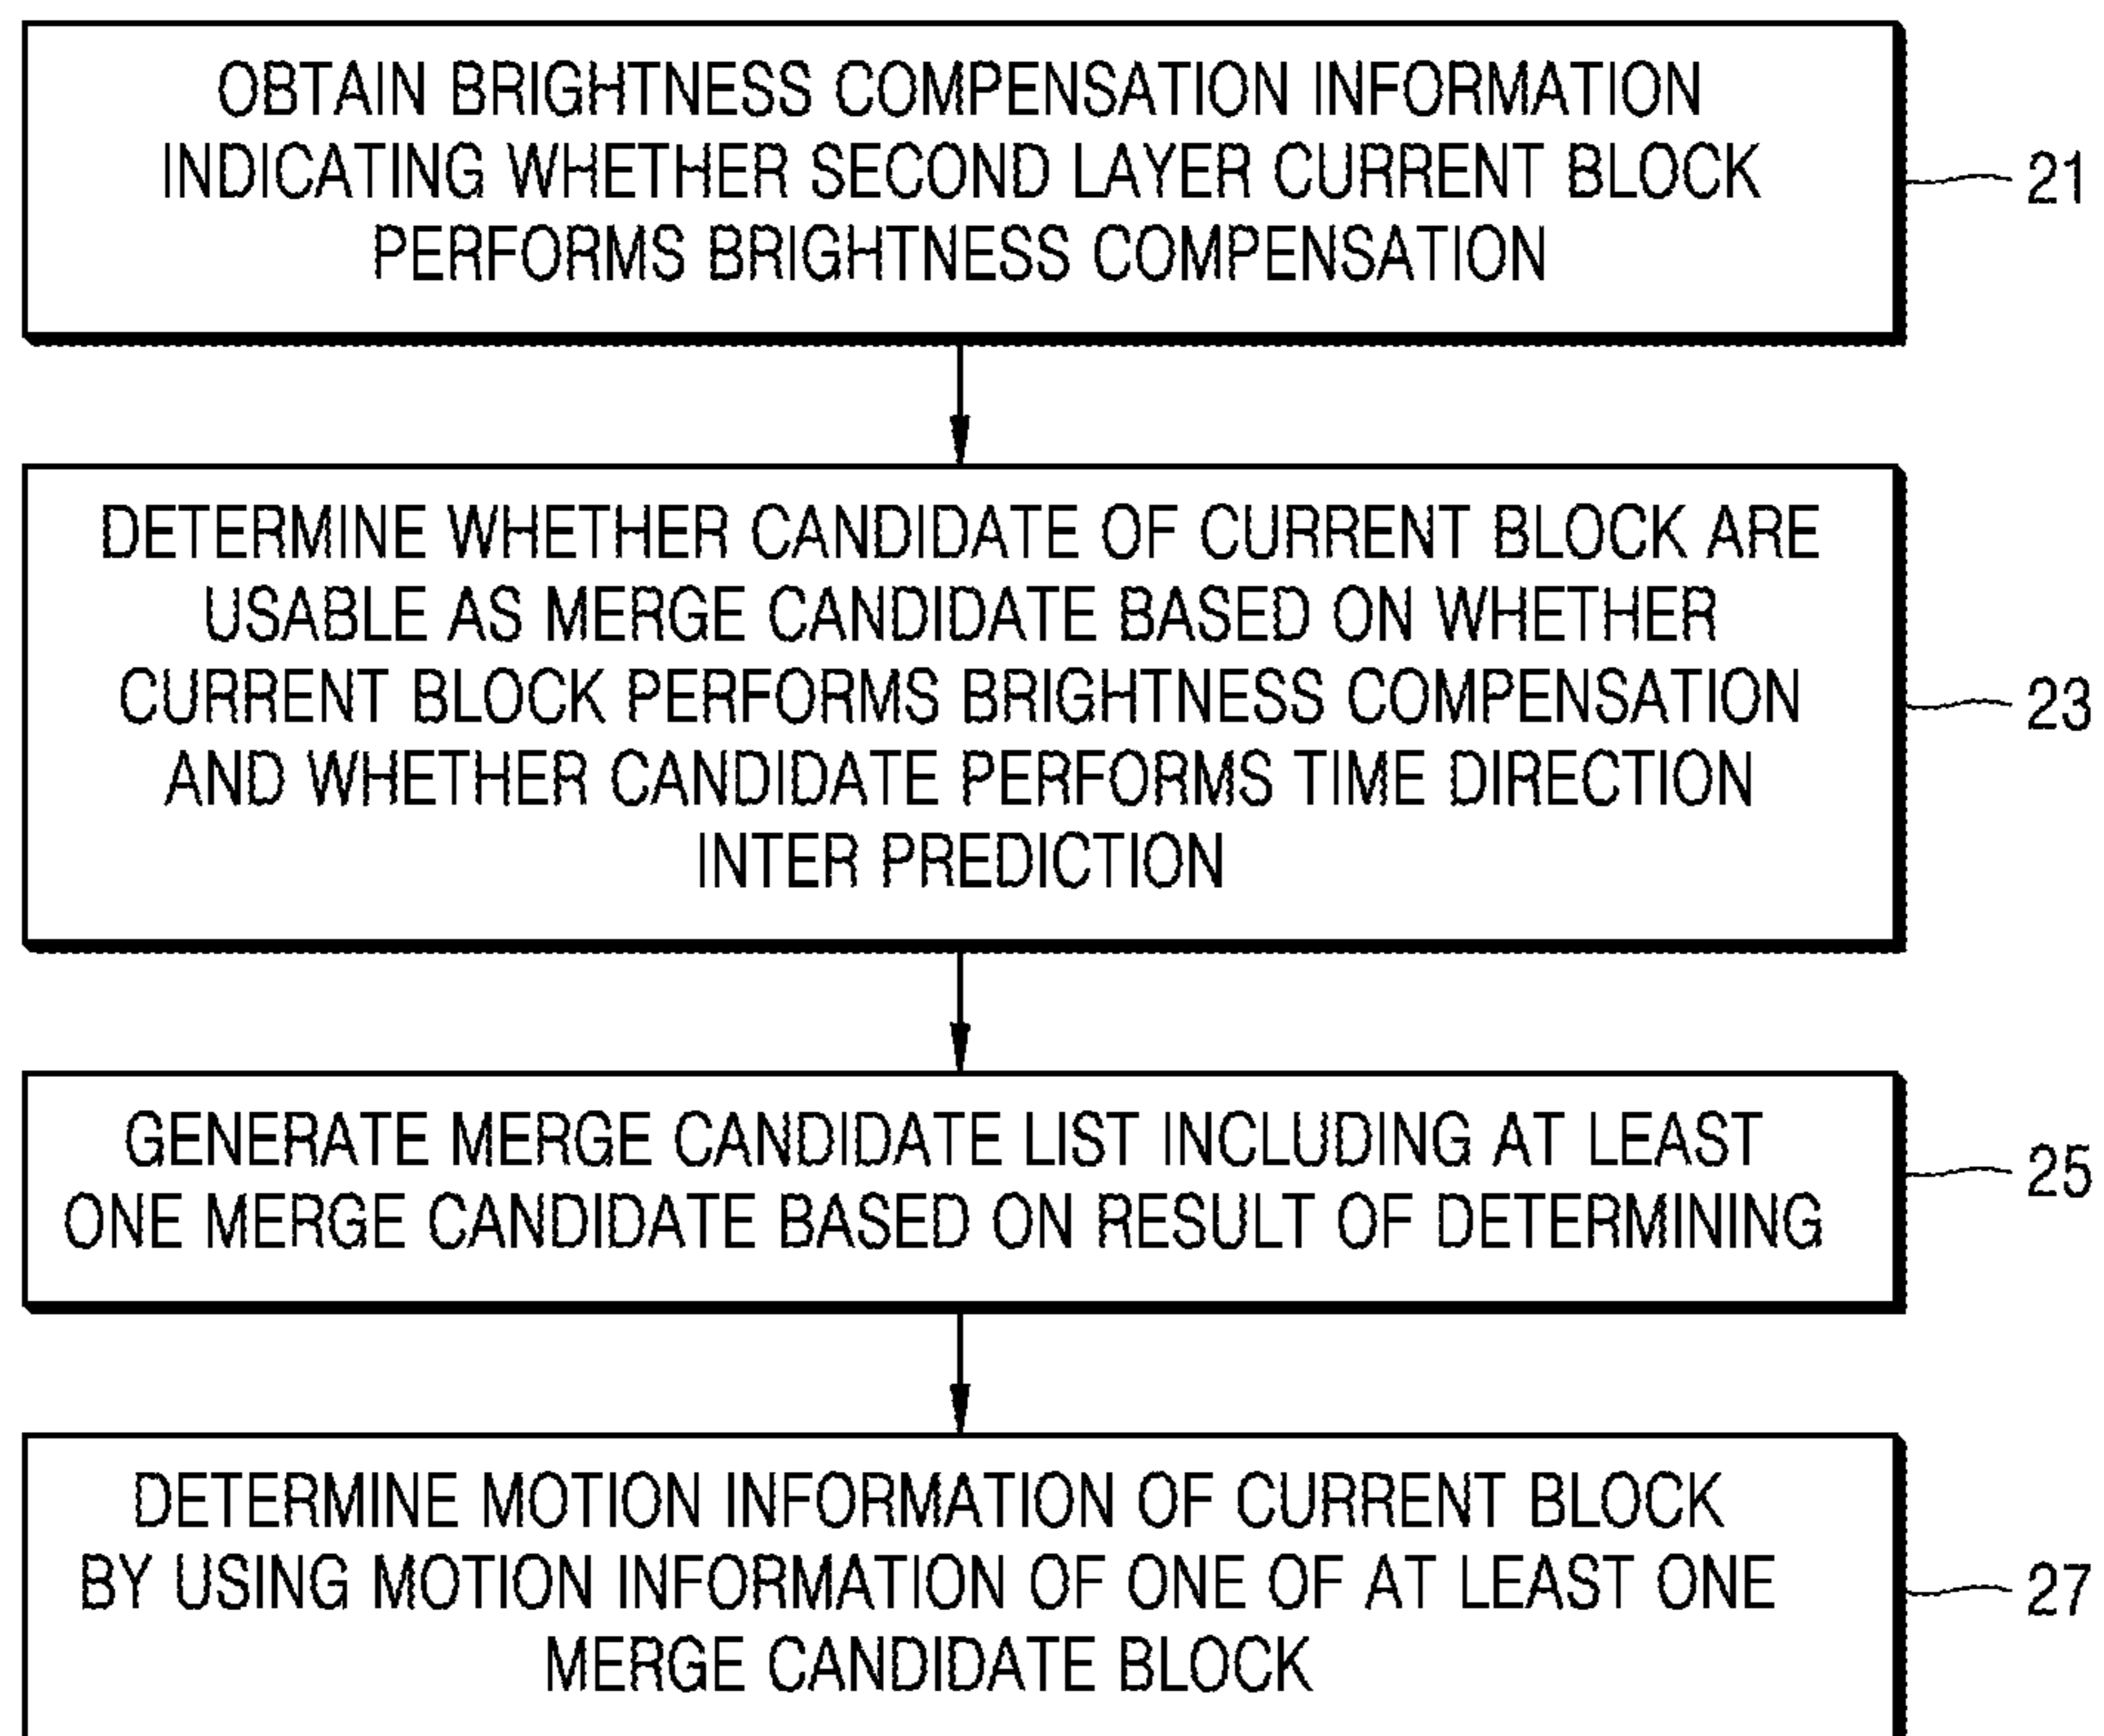 OBTAIN BRIGHTNESS COMPENSATION INFORMATION
INDICATING WHETHER SECOND LAYER CURRENT BLOCK
PERFORMS BRIGHTNESS COMPENSATION
21
DETERMINE WHETHER CANDIDATE OF CURRENT BLOCK ARE
USABLE AS MERGE CANDIDATE BASED ON WHETHER
CURRENT BLOCK PERFORMS BRIGHTNESS COMPENSATION
AND WHETHER CANDIDATE PERFORMS TIME DIRECTION
INTER PREDICTION
23
GENERATE MERGE CANDIDATE LIST INCLUDING AT LEAST
ONE MERGE CANDIDATE BASED ON RESULT OF DETERMINING
25
DETERMINE MOTION INFORMATION OF CURRENT BLOCK
BY USING MOTION INFORMATION OF ONE OF AT LEAST ONE
MERGE CANDIDATE BLOCK
27